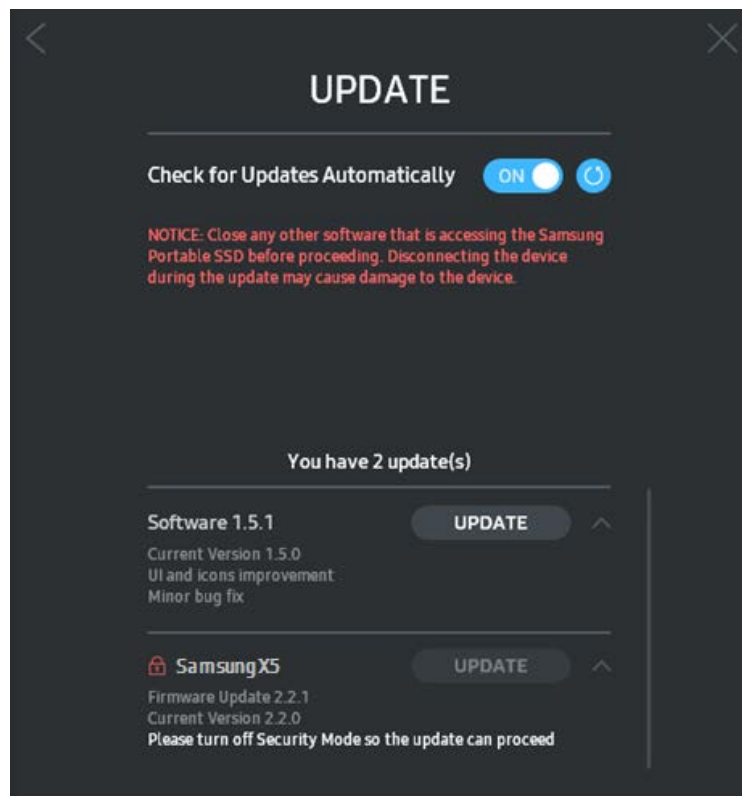 UPDATE
Check for Updates Automatically ON
NOTICE: Close any other software that is accessing the Samsung
Portable SSD before proceeding. Disconnecting the device
during the update may cause damage to the device.
You have 2 update(s)
Software 1.5.1 UPDATE
Current Version 1.5.0
UI and icons improvement
Minor bug fix
Samsung X5 UPDATE
Firmware Update 2.2.1
Current Version 2.2.0
Please turn off Security Mode so the update can proceed